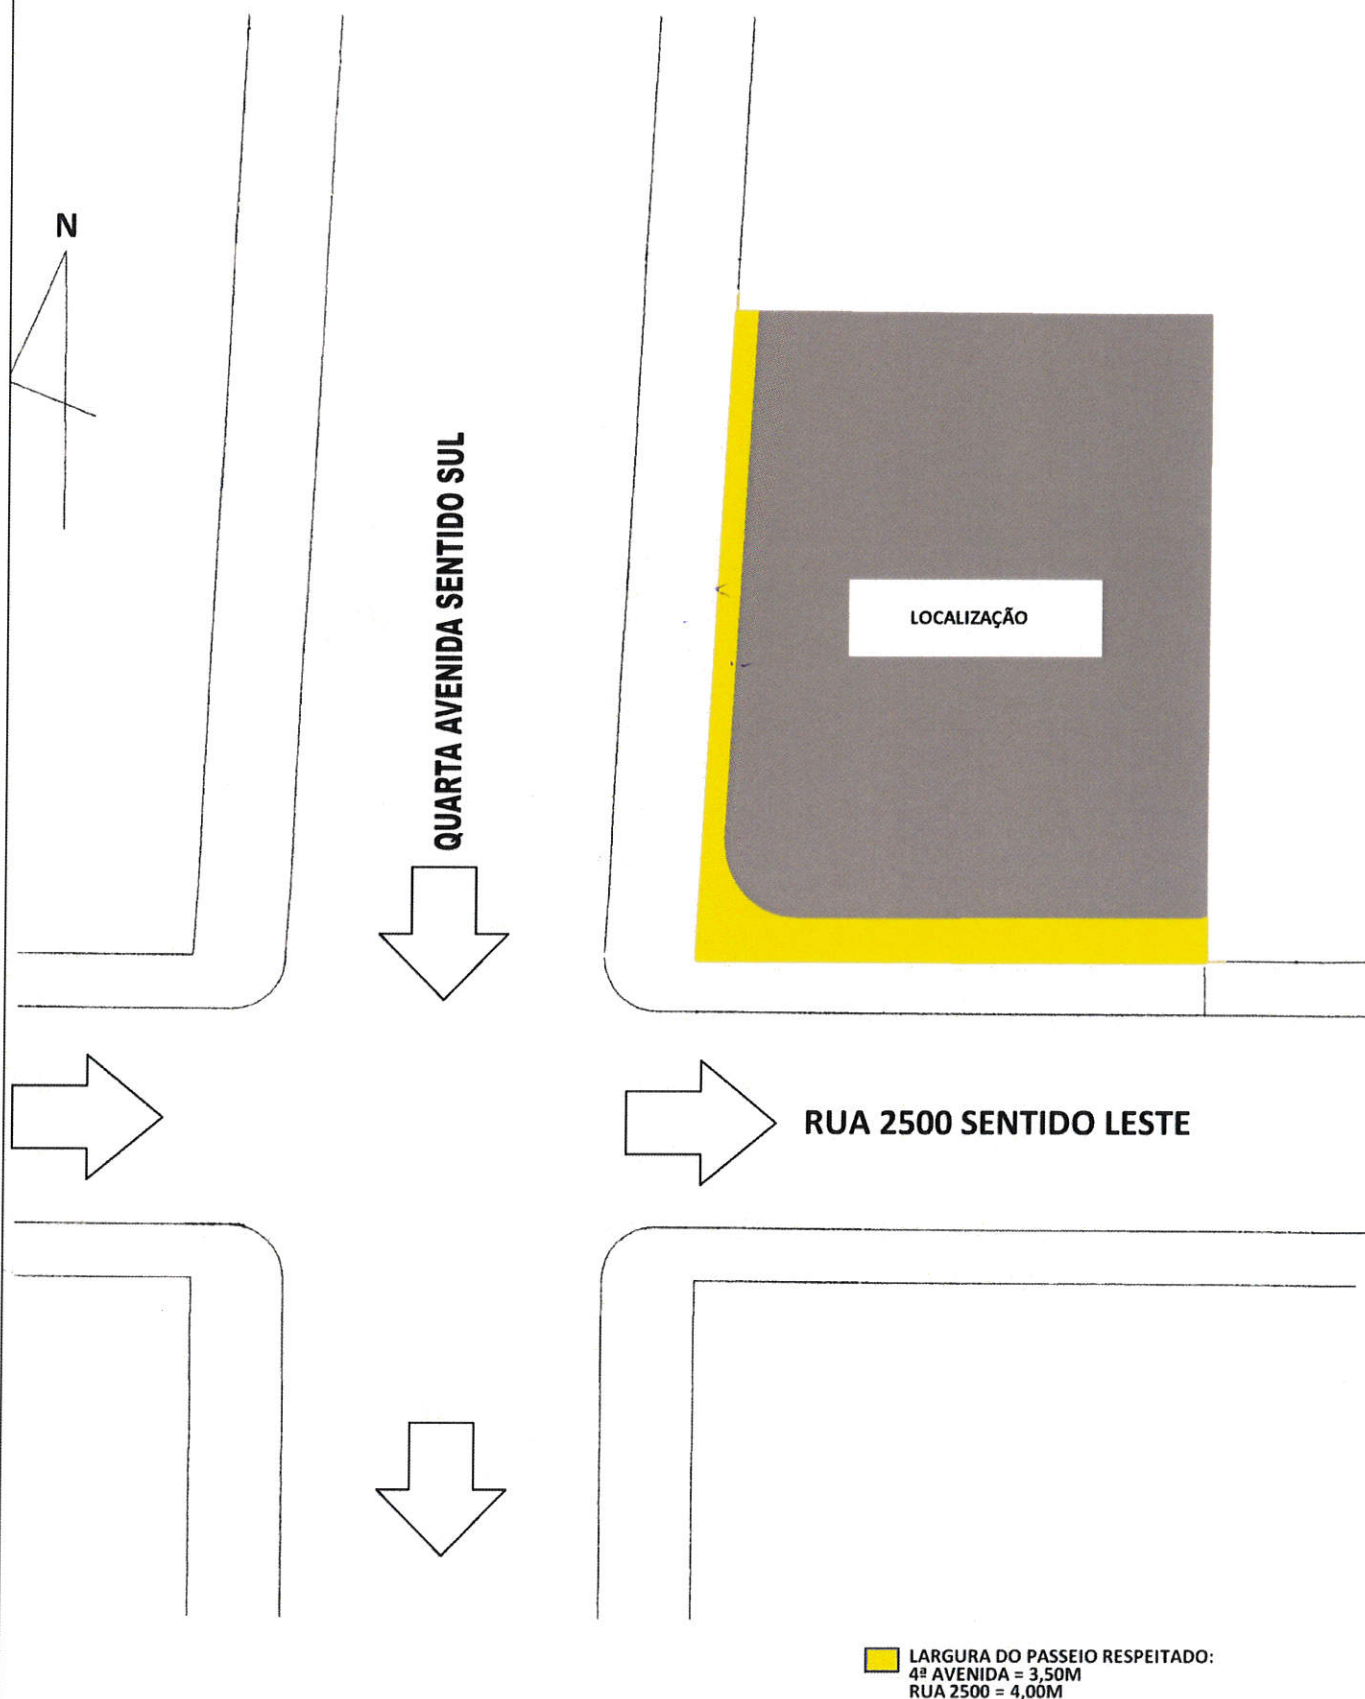 N
QUARTA AVENIDA SENTIDO SUL
LOCALIZAÇÃO
RUA 2500 SENTIDO LESTE
LARGURA DO PASSEIO RESPEITADO:
4ª AVENIDA = 3,50M
RUA 2500 = 4,00M